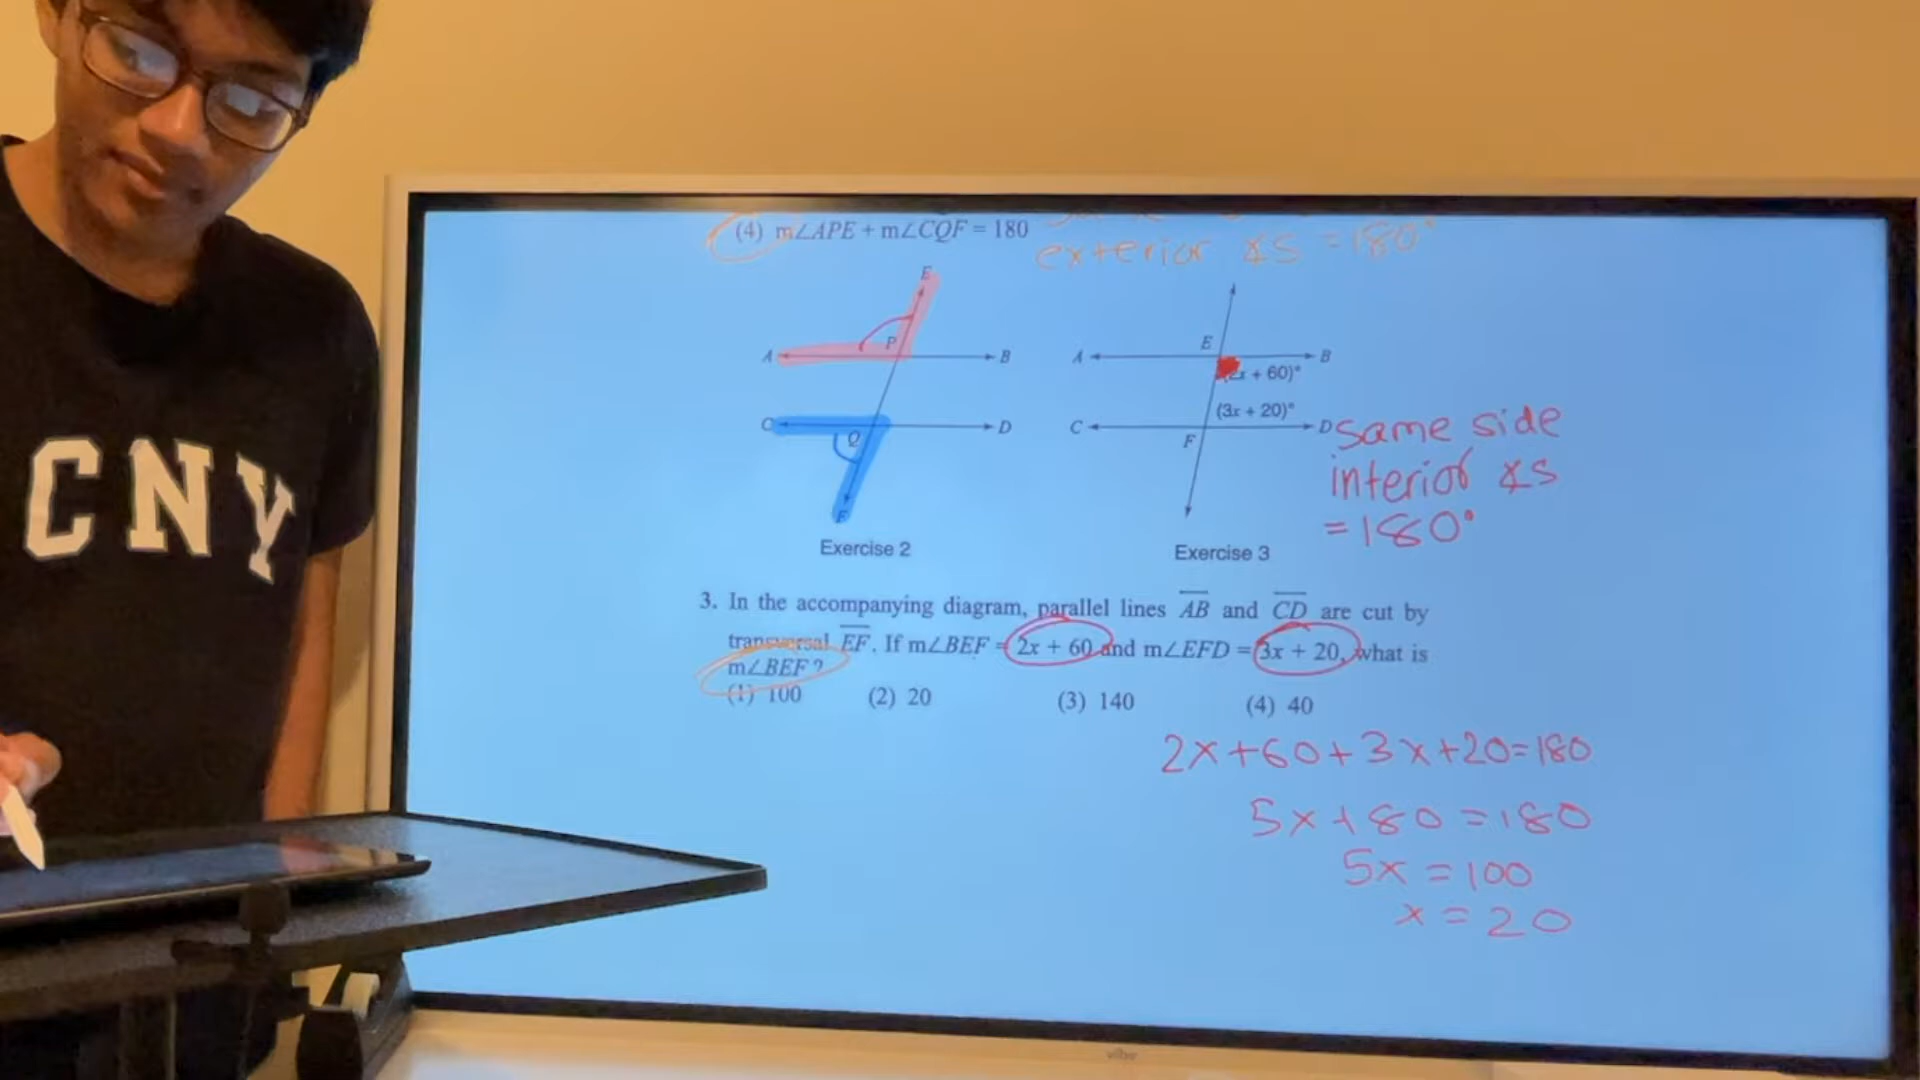 (4) m∠APE + m∠CQF = 180
exterior ∡s = 180°
E
P
A B
C D
Q
F
Exercise 2
E
A B
(2x + 60)°
(3x + 20)°
C D
F
Exercise 3
same side
interior ∡s
= 180°
3. In the accompanying diagram, parallel lines AB and CD are cut by
transversal EF. If m∠BEF = 2x + 60 and m∠EFD = 3x + 20, what is
m∠BEF?
(1) 100 (2) 20 (3) 140 (4) 40
2x+60+3x+20=180
5x+80=180
5x=100
x=20
CNY
vibe